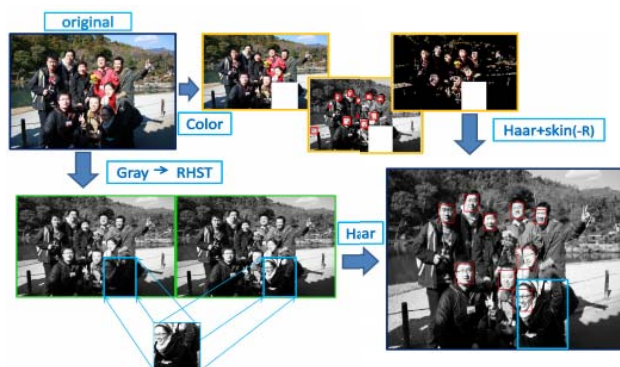 original
Color
Haar+skin(-R)
Gray → RHST
Haar